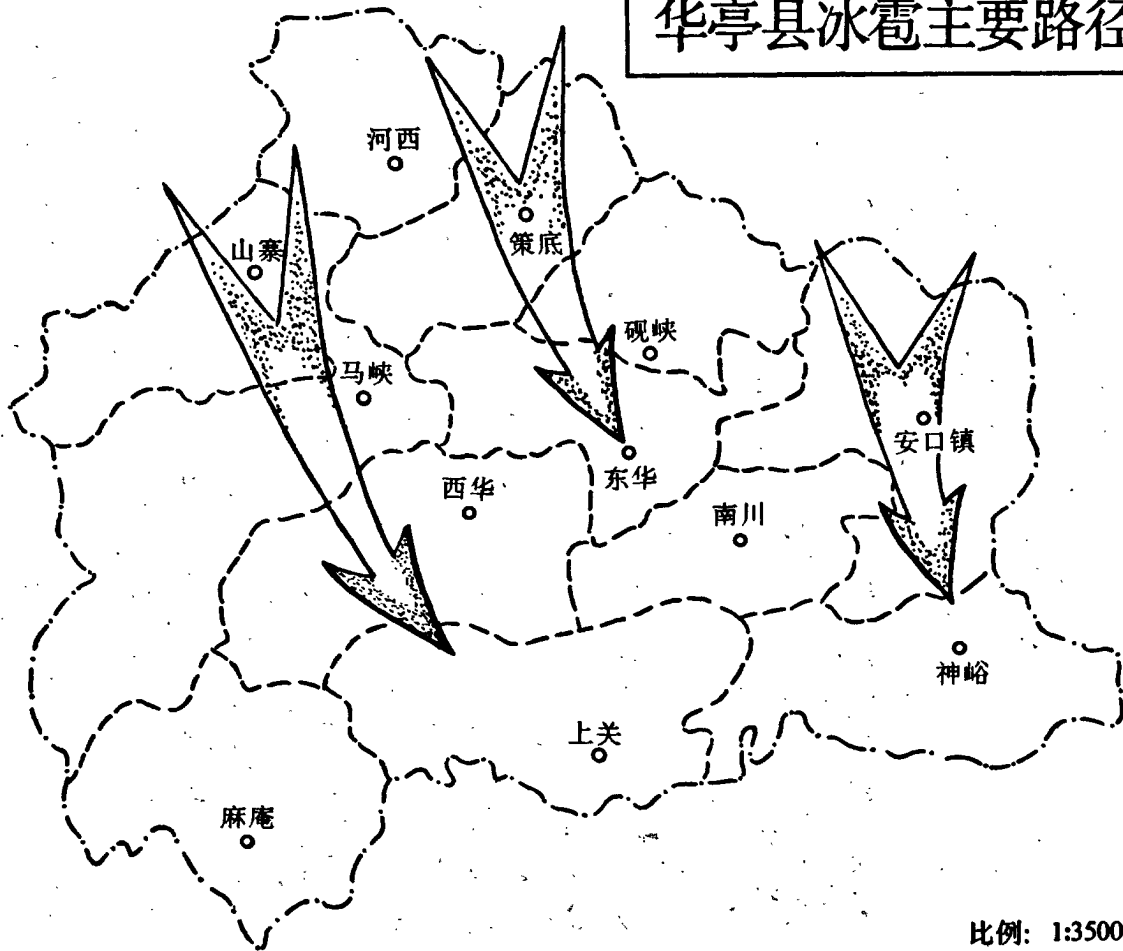 华亭县冰雹主要路径
河西
山寨
策底
砚峡
马峡
安口镇
西华
东华
南川
神峪
上关
麻庵
比例: 1:3500